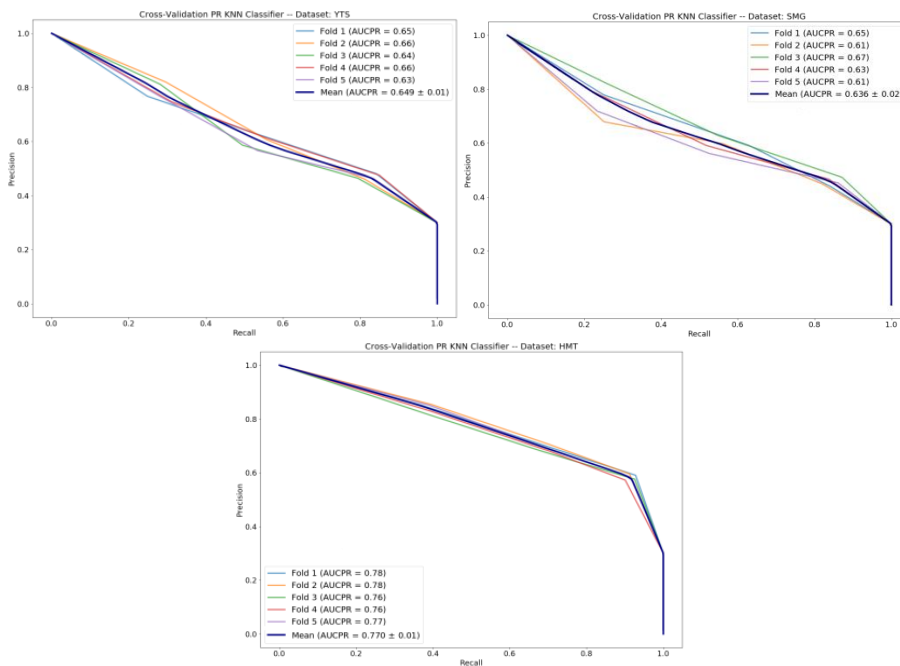 Cross-Validation PR KNN Classifier -- Dataset: YTS
Fold 1 (AUCPR = 0.65)
Fold 2 (AUCPR = 0.66)
Fold 3 (AUCPR = 0.64)
Fold 4 (AUCPR = 0.66)
Fold 5 (AUCPR = 0.63)
Mean (AUCPR = 0.649 ± 0.01)
Precision
1.0
0.8
0.6
0.4
0.2
0.0
0.0 0.2 0.4 0.6 0.8 1.0
Recall
Cross-Validation PR KNN Classifier -- Dataset: SMG
Fold 1 (AUCPR = 0.65)
Fold 2 (AUCPR = 0.61)
Fold 3 (AUCPR = 0.67)
Fold 4 (AUCPR = 0.63)
Fold 5 (AUCPR = 0.61)
Mean (AUCPR = 0.636 ± 0.02
Precision
1.0
0.8
0.6
0.4
0.2
0.0
0.0 0.2 0.4 0.6 0.8 1.0
Recall
Cross-Validation PR KNN Classifier -- Dataset: HMT
Precision
1.0
0.8
0.6
0.4
0.2
0.0
Fold 1 (AUCPR = 0.78)
Fold 2 (AUCPR = 0.78)
Fold 3 (AUCPR = 0.76)
Fold 4 (AUCPR = 0.76)
Fold 5 (AUCPR = 0.77)
Mean (AUCPR = 0.770 ± 0.01)
0.0 0.2 0.4 0.6 0.8 1.0
Recall